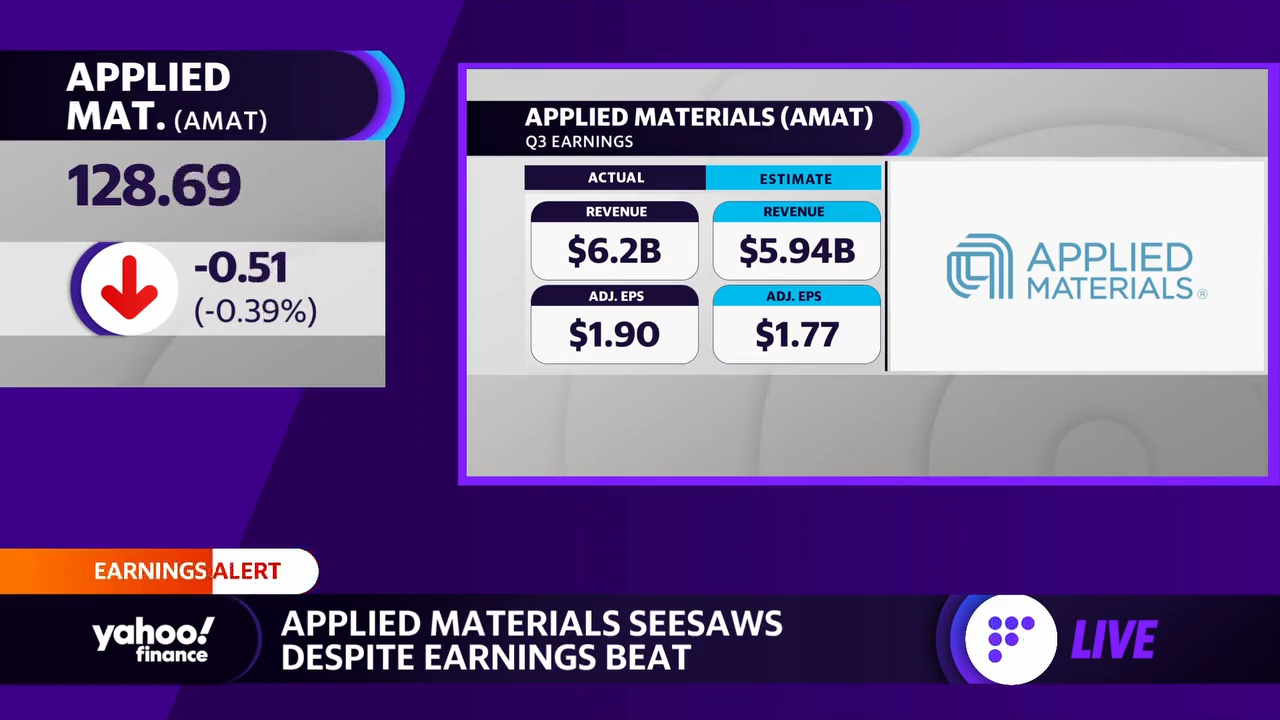 APPLIED
MAT. (AMAT)
128.69
-0.51
(-0.39%)
APPLIED MATERIALS (AMAT)
Q3 EARNINGS
ACTUAL ESTIMATE
REVENUE REVENUE
$6.2B $5.94B
ADJ. EPS ADJ. EPS
$1.90 $1.77
APPLIED
MATERIALS®
EARNINGS ALERT
yahoo!
finance
APPLIED MATERIALS SEESAWS
DESPITE EARNINGS BEAT
LIVE